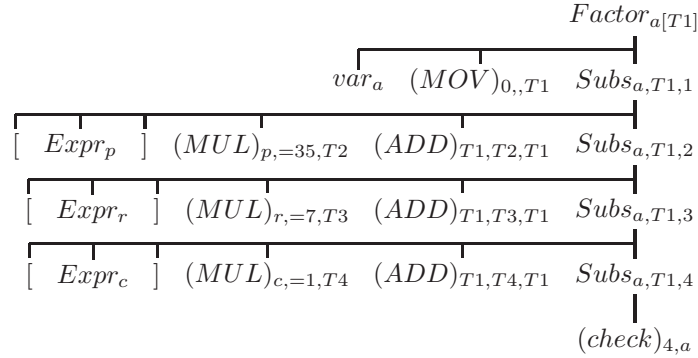 Factor_{a[T1]}
var_a (MOV)_{0,,T1} Subs_{a,T1,1}
[ Expr_p ] (MUL)_{p,=35,T2} (ADD)_{T1,T2,T1} Subs_{a,T1,2}
[ Expr_r ] (MUL)_{r,=7,T3} (ADD)_{T1,T3,T1} Subs_{a,T1,3}
[ Expr_c ] (MUL)_{c,=1,T4} (ADD)_{T1,T4,T1} Subs_{a,T1,4}
(check)_{4,a}